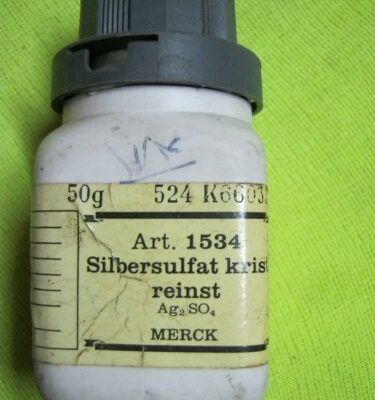 50g 524
Art. 1534
Silbersulfat krist
reinst
Ag₂SO₄
MERCK